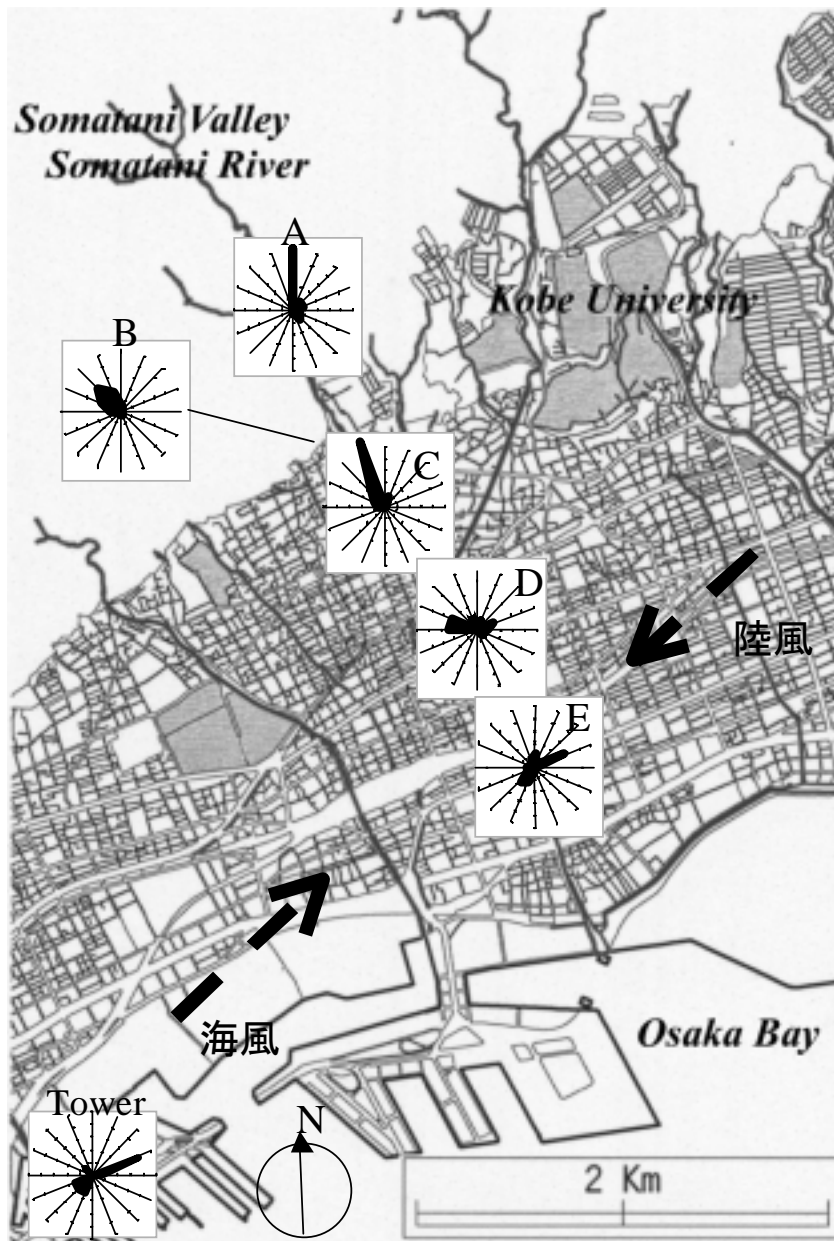 Somatani Valley
Somatani River
A
Kobe University
B
C
D
陸風
E
海風
Osaka Bay
Tower
N
2 Km